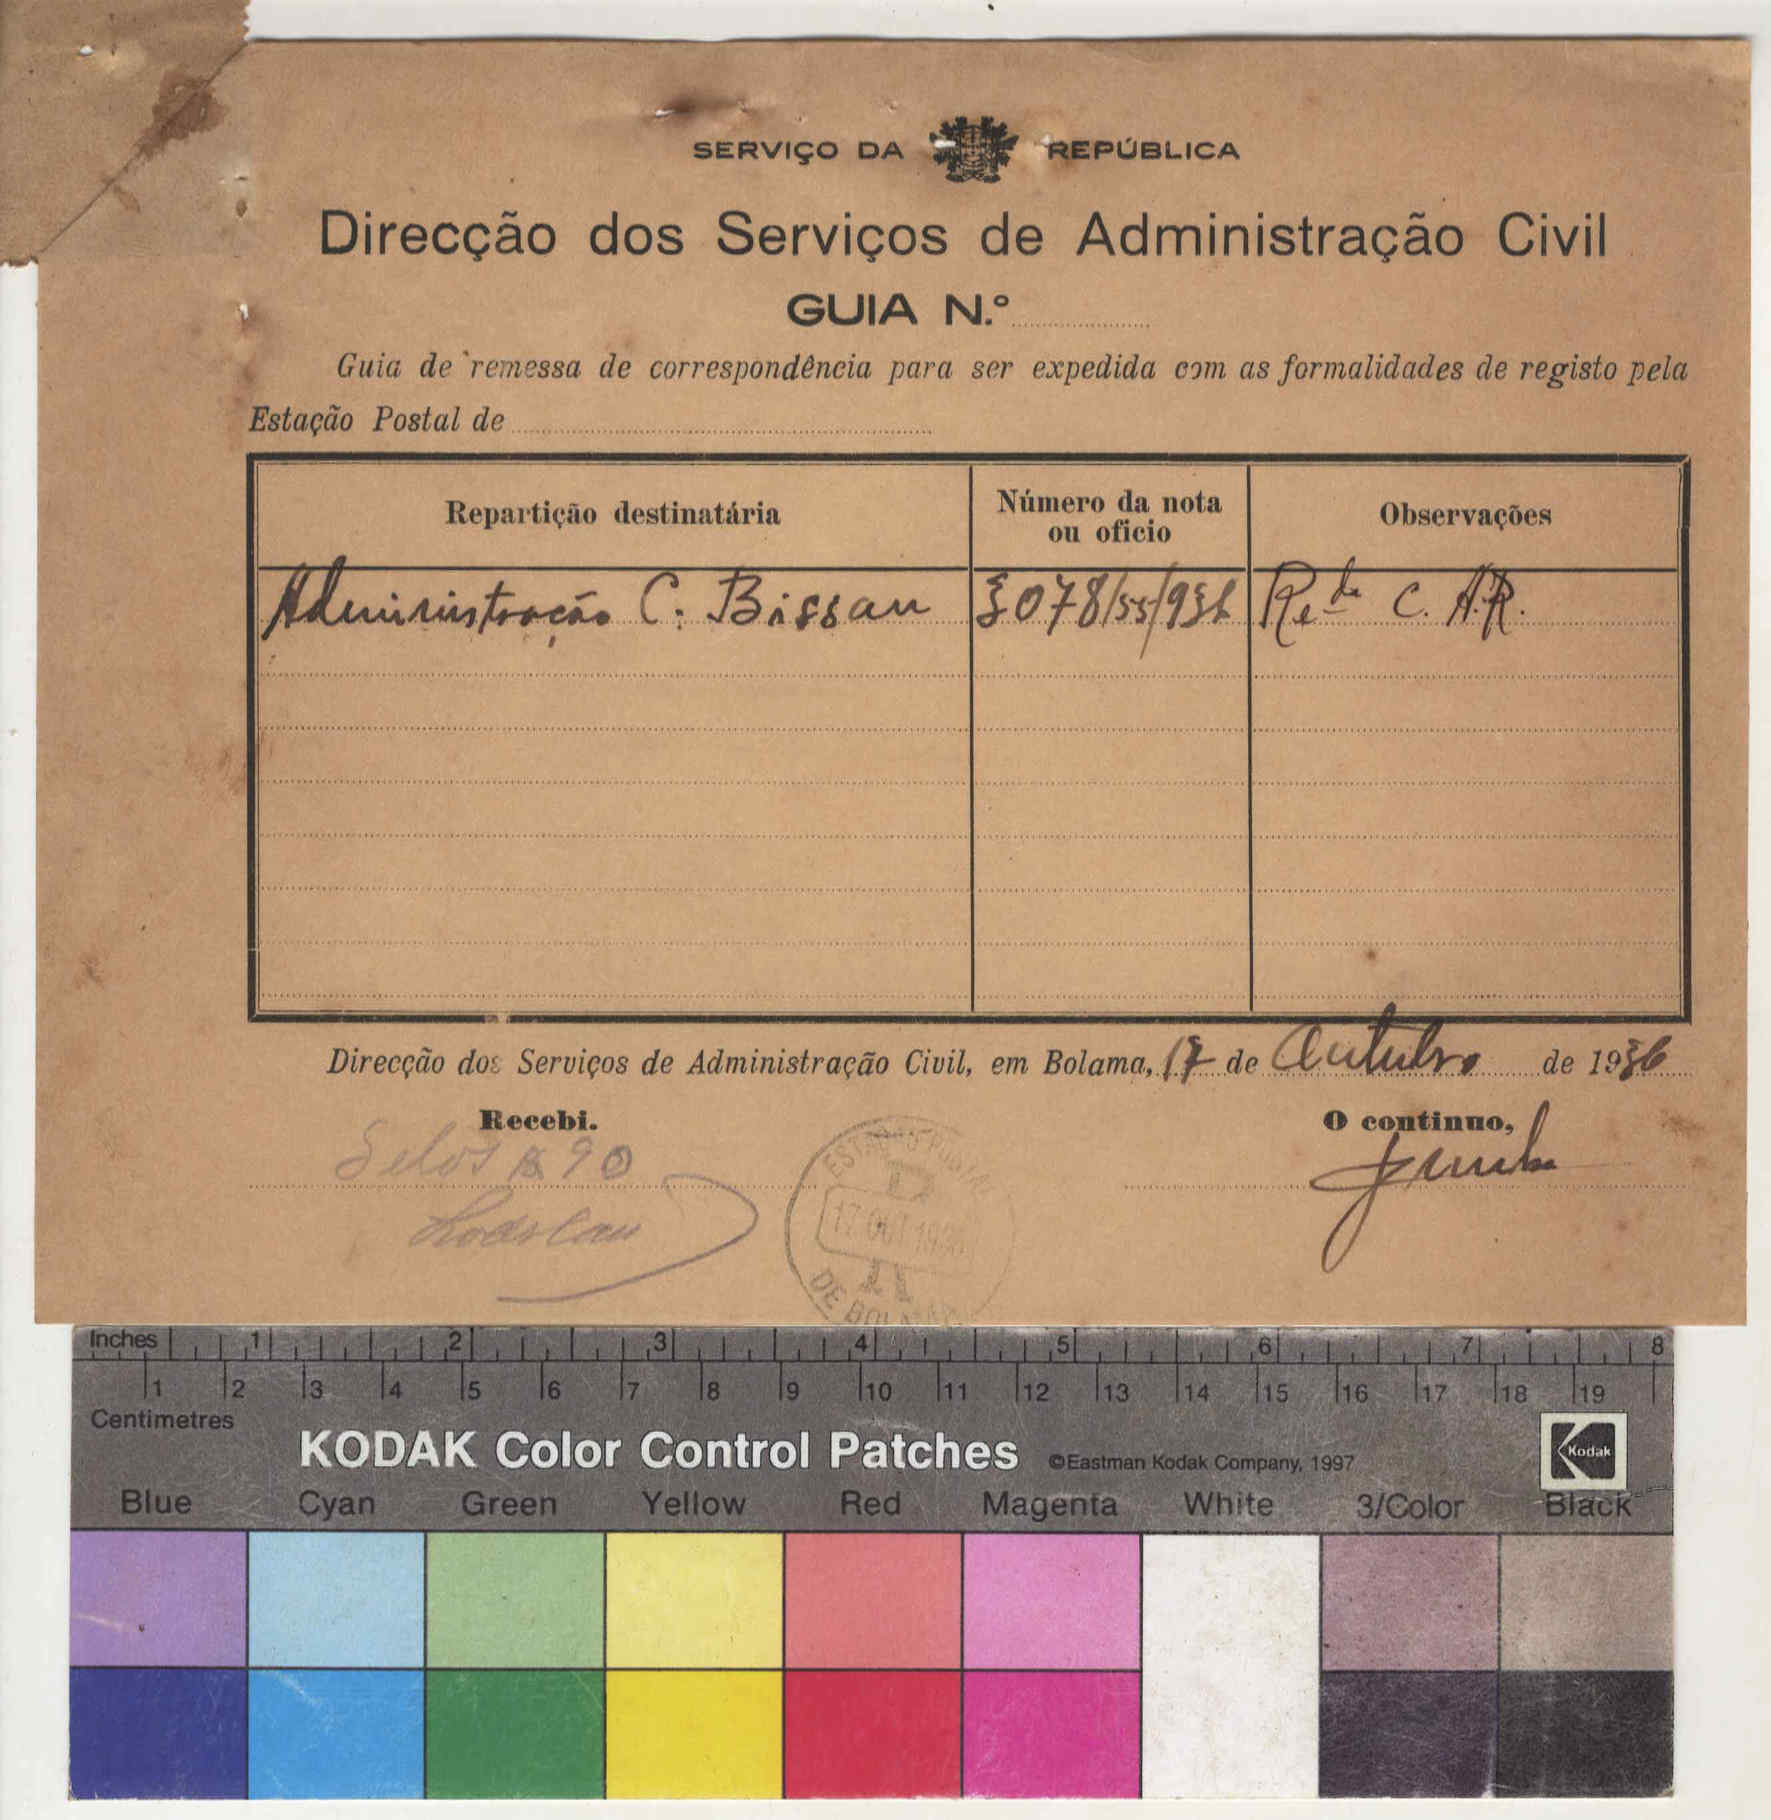 SERVIÇO DA REPÚBLICA
Direcção dos Serviços de Administração Civil
GUIA N.º
Guia de remessa de correspondência para ser expedida com as formalidades de registo pela
Estação Postal de
Repartição destinatária
Número da nota
ou oficio
Observações
Administração C. Bissau
3078/55/936
Re da C. A.R.
Direcção dos Serviços de Administração Civil, em Bolama, 17 de Outubro de 1936
Recebi.
O continuo,
Selos 90
ESTAÇÃO POSTAL
17 OUT 1936
DE BOLAMA
Inches 1 2 3 4 5 6 7 8
1 2 3 4 5 6 7 8 9 10 11 12 13 14 15 16 17 18 19
Centimetres
KODAK Color Control Patches ©Eastman Kodak Company, 1997 Kodak
Blue Cyan Green Yellow Red Magenta White 3/Color Black